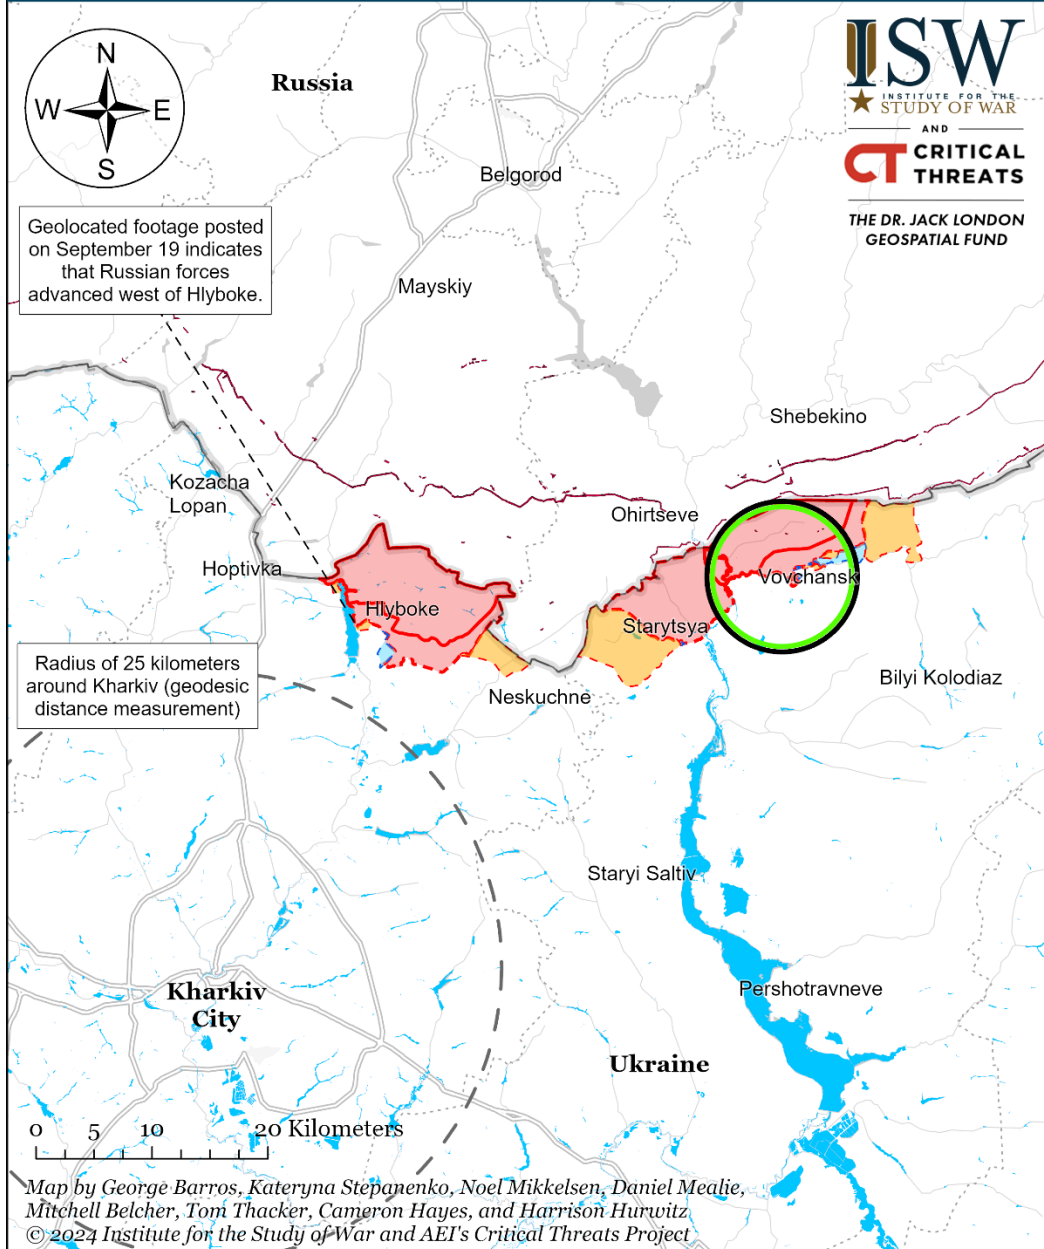 N
W E
S
Russia
ISW
INSTITUTE FOR THE
STUDY OF WAR
AND
CT CRITICAL
THREATS
THE DR. JACK LONDON
GEOSPATIAL FUND
Belgorod
Geolocated footage posted
on September 19 indicates
that Russian forces
advanced west of Hlyboke.
Mayskiy
Shebekino
Kozacha
Lopan
Ohirtseve
Hoptivka
Vovchansk
Hlyboke
Starytsya
Radius of 25 kilometers
around Kharkiv (geodesic
distance measurement)
Bilyi Kolodiaz
Neskuchne
Staryi Saltiv
Kharkiv
City
Pershotravneve
Ukraine
0 5 10 20 Kilometers
Map by George Barros, Kateryna Stepanenko, Noel Mikkelsen, Daniel Mealie,
Mitchell Belcher, Tom Thacker, Cameron Hayes, and Harrison Hurwitz
© 2024 Institute for the Study of War and AEI's Critical Threats Project